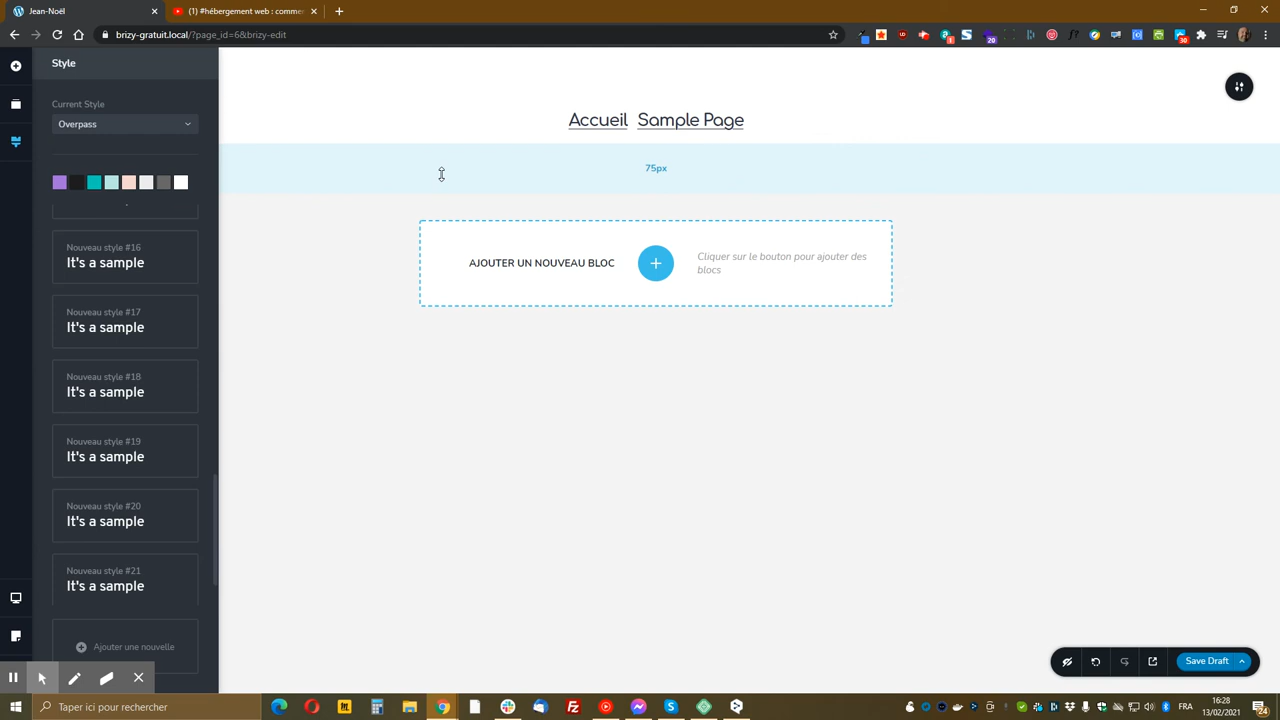 Jean-Noël
(1) #hébergement web : comme
brizy-gratuit.local/?page_id=6&brizy-edit
1
20
30
Style
Current Style
Overpass
Accueil Sample Page
75px
AJOUTER UN NOUVEAU BLOC
Cliquer sur le bouton pour ajouter des
blocs
Nouveau style #16
It's a sample
Nouveau style #17
It's a sample
Nouveau style #18
It's a sample
Nouveau style #19
It's a sample
Nouveau style #20
It's a sample
Nouveau style #21
It's a sample
Ajouter une nouvelle
Save Draft
Taper ici pour rechercher
FRA
16:28
13/02/2021
24